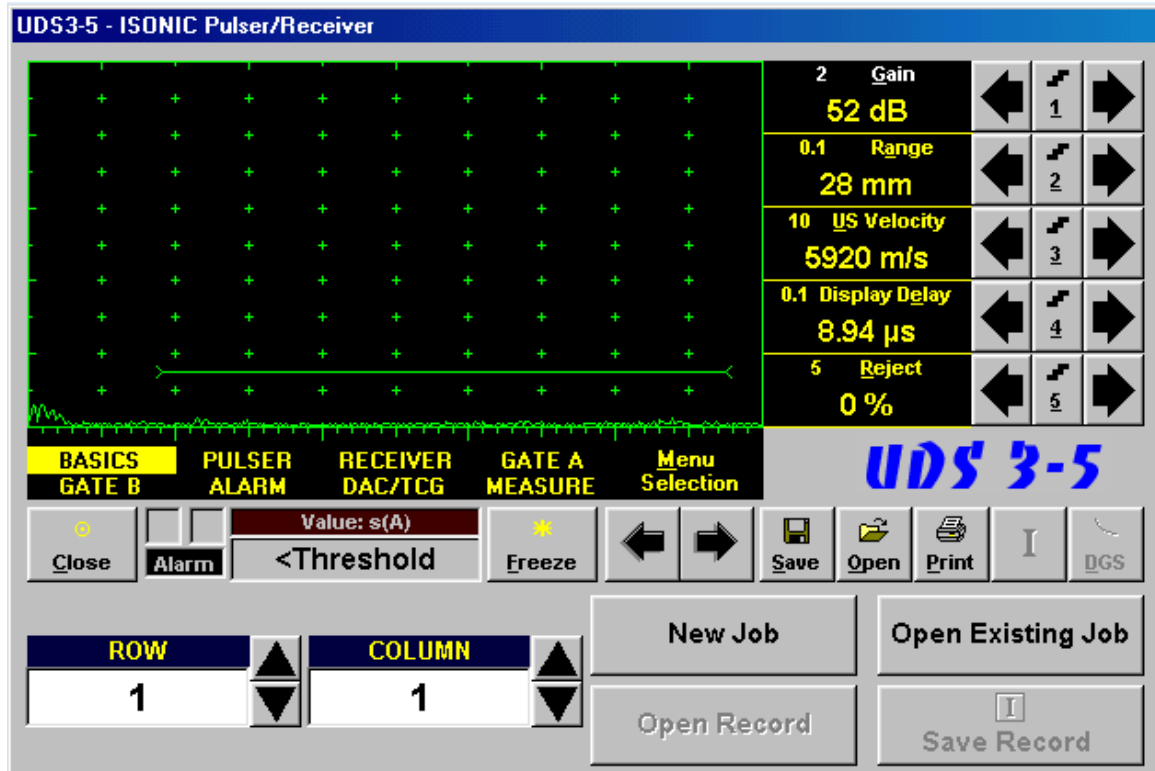 UDS3-5 - ISONIC Pulser/Receiver
2 Gain
52 dB
1
0.1 Range
28 mm
2
10 US Velocity
5920 m/s
3
0.1 Display Delay
8.94 µs
4
5 Reject
0 %
5
BASICS PULSER RECEIVER GATE A Menu
GATE B ALARM DAC/TCG MEASURE Selection
UDS 3-5
Close
Alarm
Value: s(A)
<Threshold
Freeze
Save
Open
Print
I
DGS
ROW
1
COLUMN
1
New Job
Open Existing Job
Open Record
I
Save Record